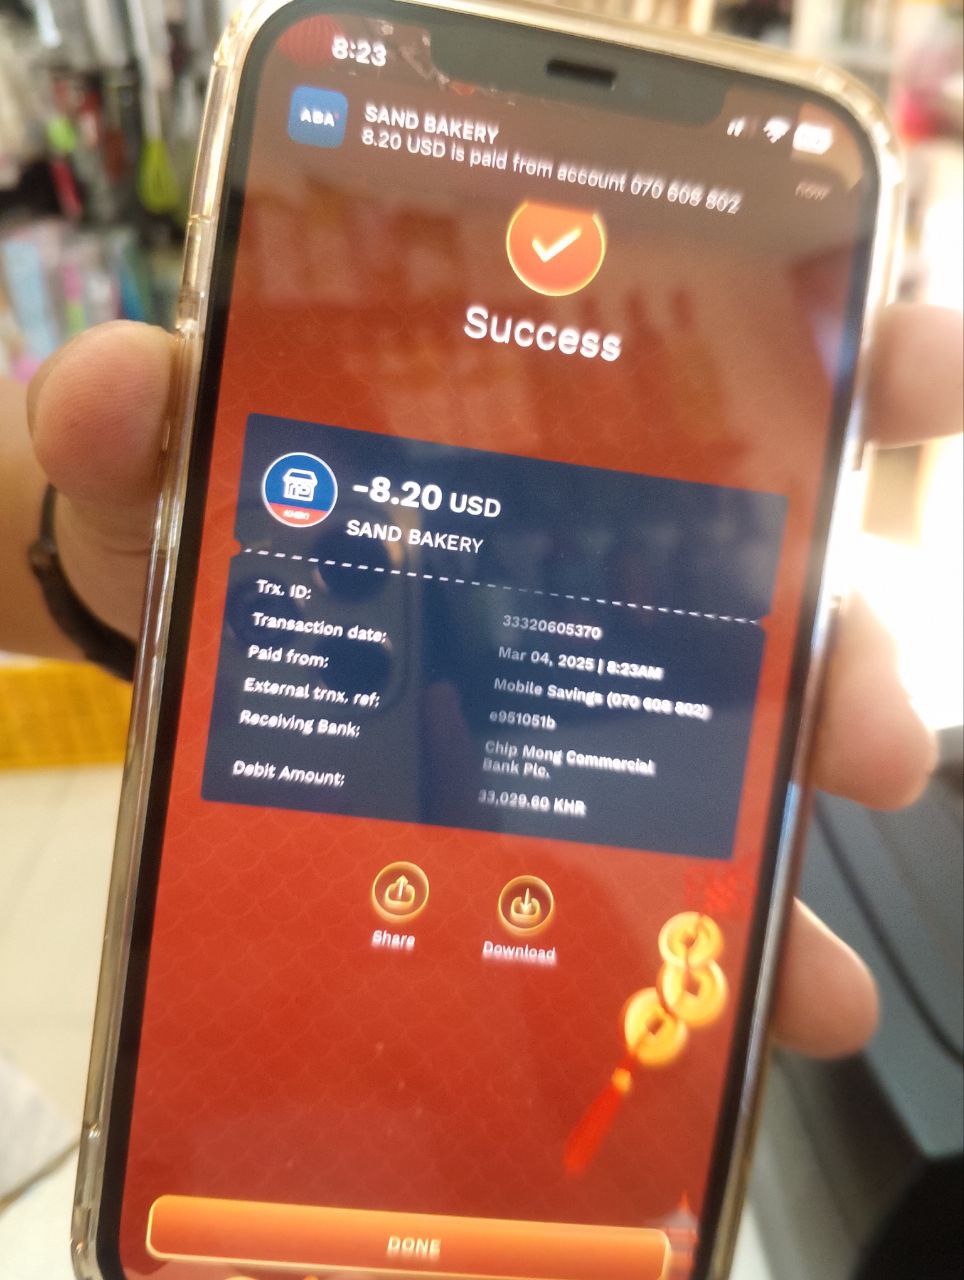 8:23
ABA
SAND BAKERY
now
8.20 USD is paid from account 070 608 802
Success
-8.20 USD
SAND BAKERY
Trx. ID: 33320605370
Transaction date: Mar 04, 2025 | 8:23AM
Paid from: Mobile Savings (070 608 802)
External trnx. ref: e951051b
Receiving Bank: Chip Mong Commercial
Bank Plc.
Debit Amount: 33,029.60 KHR
Share
Download
DONE